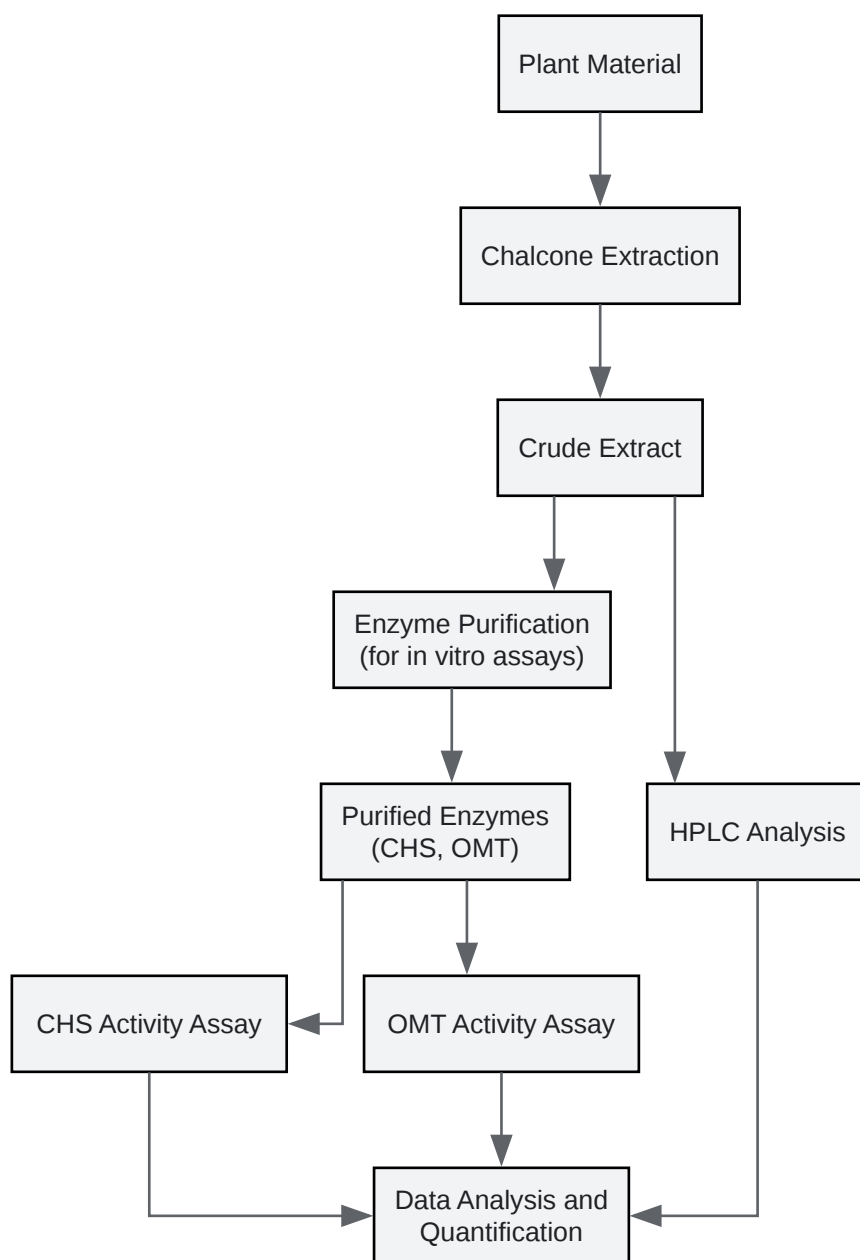 Plant Material
Chalcone Extraction
Crude Extract
Enzyme Purification
(for in vitro assays)
Purified Enzymes
(CHS, OMT)
HPLC Analysis
CHS Activity Assay
OMT Activity Assay
Data Analysis and
Quantification